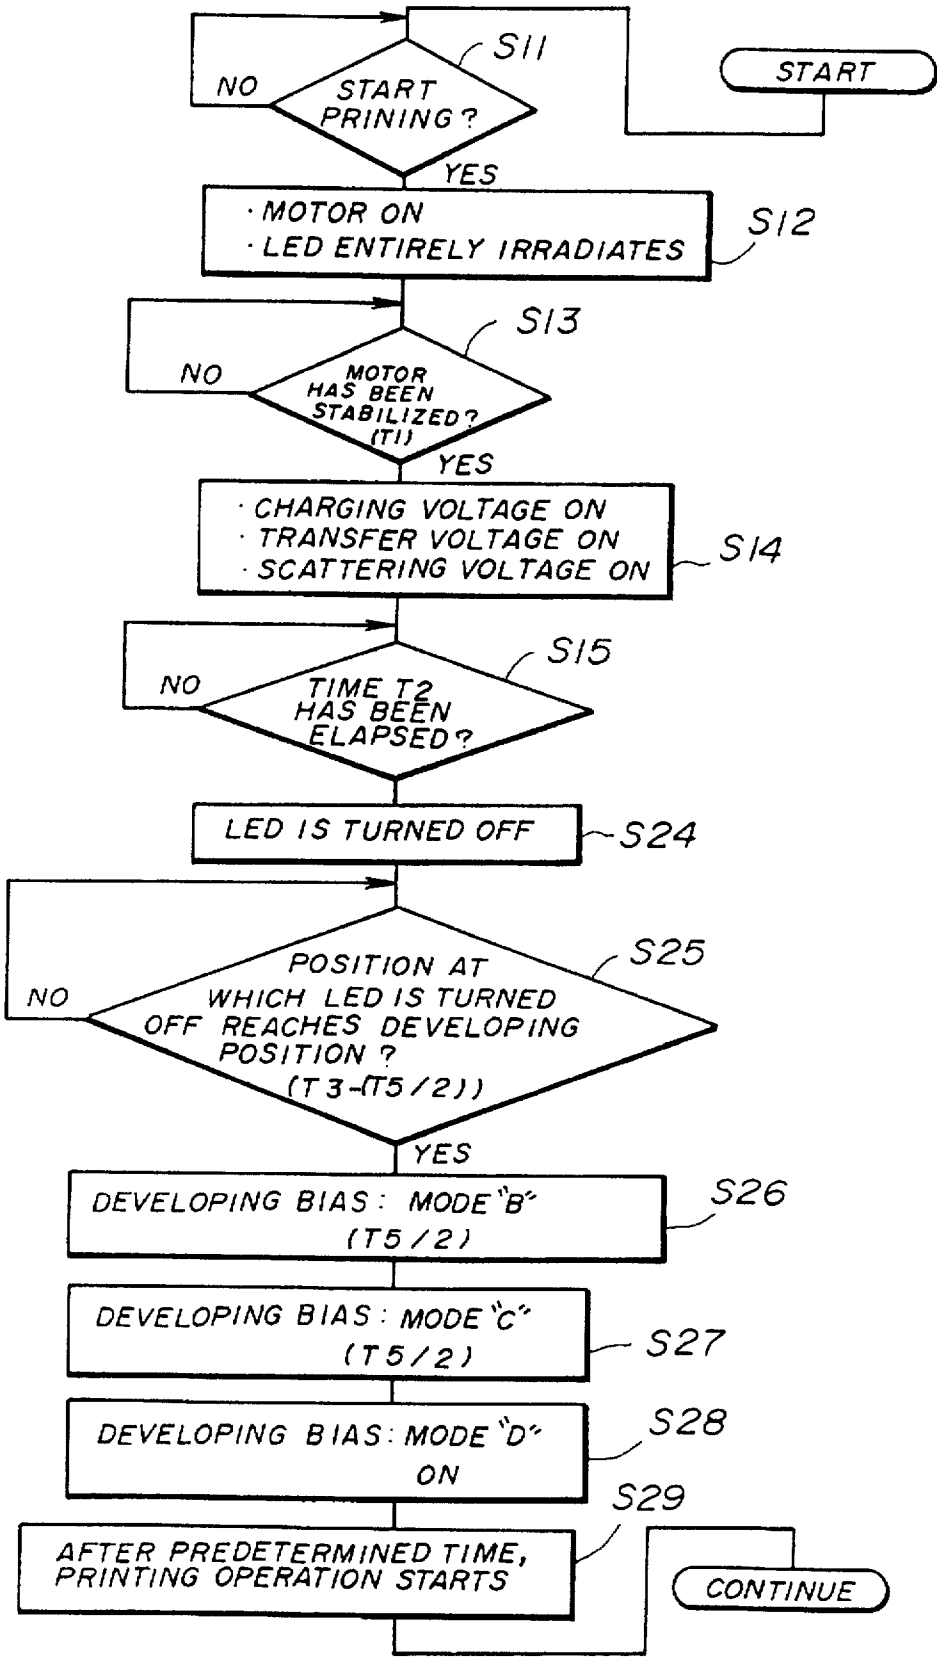 START
S11
NO
START
PRINING?
YES
· MOTOR ON
· LED ENTIRELY IRRADIATES
S12
S13
NO
MOTOR
HAS BEEN
STABILIZED?
(T1)
YES
· CHARGING VOLTAGE ON
· TRANSFER VOLTAGE ON
· SCATTERING VOLTAGE ON
S14
S15
NO
TIME T2
HAS BEEN
ELAPSED?
LED IS TURNED OFF
S24
S25
NO
POSITION AT
WHICH LED IS TURNED
OFF REACHES DEVELOPING
POSITION?
(T3-(T5/2))
YES
DEVELOPING BIAS: MODE "B"
(T5/2)
S26
DEVELOPING BIAS: MODE "C"
(T5/2)
S27
DEVELOPING BIAS: MODE "D"
ON
S28
S29
AFTER PREDETERMINED TIME,
PRINTING OPERATION STARTS
CONTINUE